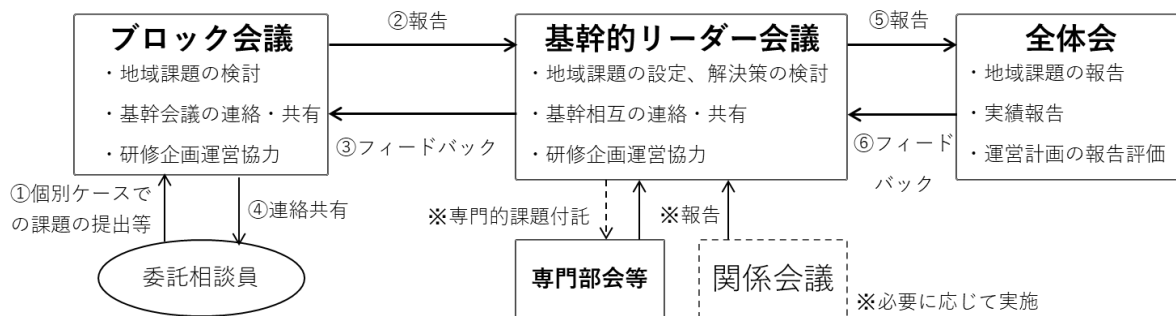 ブロック会議
・地域課題の検討
・基幹会議の連絡・共有
・研修企画運営協力
②報告
③フィードバック
基幹的リーダー会議
・地域課題の設定、解決策の検討
・基幹相互の連絡・共有
・研修企画運営協力
⑤報告
⑥フィード
バック
全体会
・地域課題の報告
・実績報告
・運営計画の報告評価
①個別ケースで
の課題の提出等
④連絡共有
委託相談員
※専門的課題付託
※報告
専門部会等
関係会議
※必要に応じて実施